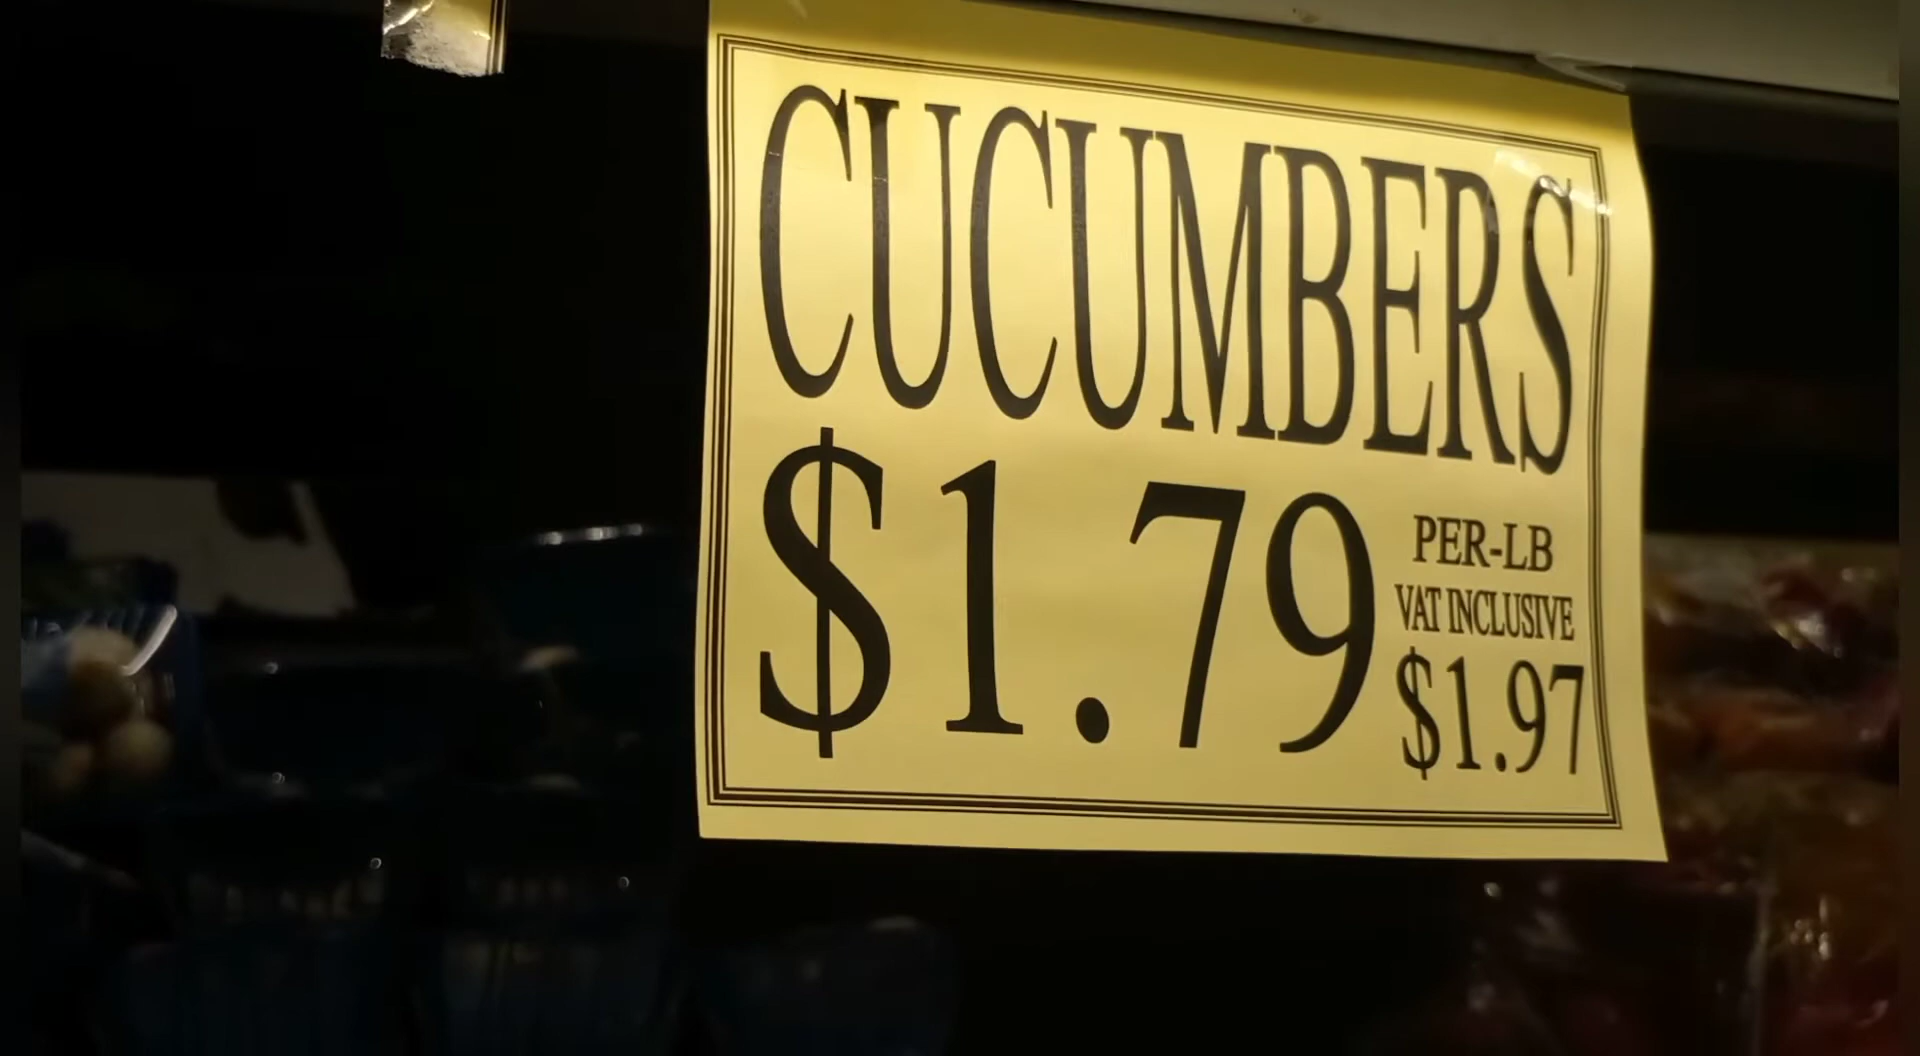 CUCUMBERS
$1.79
PER-LB
VAT INCLUSIVE
$1.97